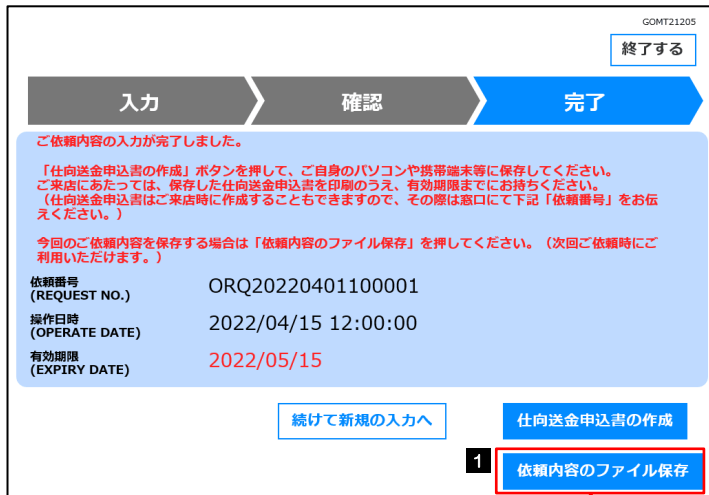 GOMT21205
終了する
入力
確認
完了
ご依頼内容の入力が完了しました。
「仕向送金申込書の作成」ボタンを押して、ご自身のパソコンや携帯端末等に保存してください。
ご来店にあたっては、保存した仕向送金申込書を印刷のうえ、有効期限までにお持ちください。
（仕向送金申込書はご来店時に作成することもできますので、その際は窓口にて下記「依頼番号」をお伝
えください。）
今回のご依頼内容を保存する場合は「依頼内容のファイル保存」を押してください。（次回ご依頼時にご
利用いただけます。）
依頼番号
(REQUEST NO.)
ORQ20220401100001
操作日時
(OPERATE DATE)
2022/04/15 12:00:00
有効期限
(EXPIRY DATE)
2022/05/15
続けて新規の入力へ
仕向送金申込書の作成
1
依頼内容のファイル保存